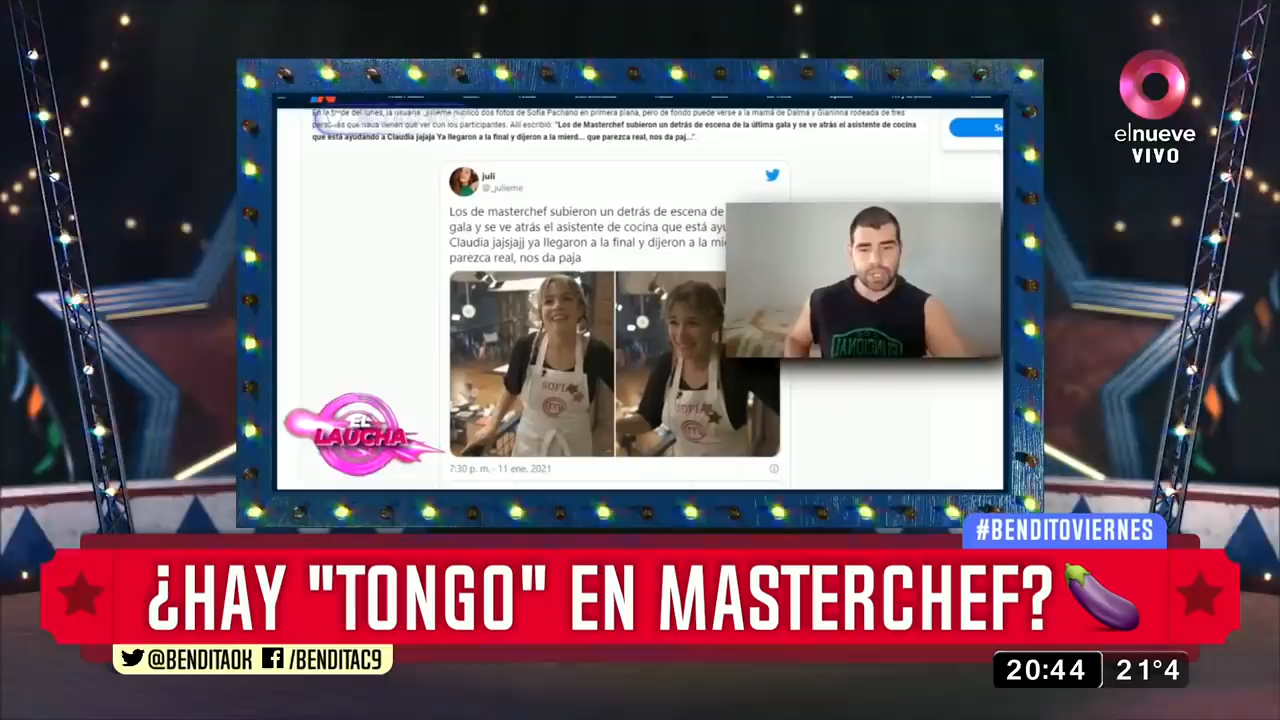 elnueve
VIVO
En la tarde del lunes, la usuaria _julieme publicó dos fotos de Sofía Pachano en primera plana, pero de fondo puede verse a la mamá de Dalma y Gianinna rodeada de tres
personas que nada tienen que ver con los participantes. Allí escribió: "Los de Masterchef subieron un detrás de escena de la última gala y se ve atrás el asistente de cocina
que está ayudando a Claudia jajaja Ya llegaron a la final y dijeron a la mierd... que parezca real, nos da paj...".
juli
@_julieme
Los de masterchef subieron un detrás de escena de
gala y se ve atrás el asistente de cocina que está ayu
Claudia jajsjajj ya llegaron a la final y dijeron a la mie
parezca real, nos da paja
SOFIA
SOFIA
7:30 p. m. · 11 ene. 2021
EL
LAUCHA
#BENDITOVIERNES
¿HAY "TONGO" EN MASTERCHEF?🍆
@BENDITAOK /BENDITAC9
20:44 21°4